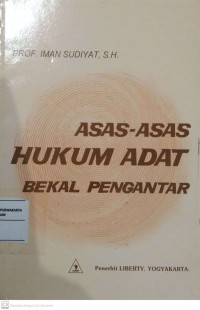 PROF. IMAN SUDIYAT, S.H.
ASAS-ASAS
HUKUM ADAT
BEKAL PENGANTAR
Penerbit LIBERTY, YOGYAKARTA.